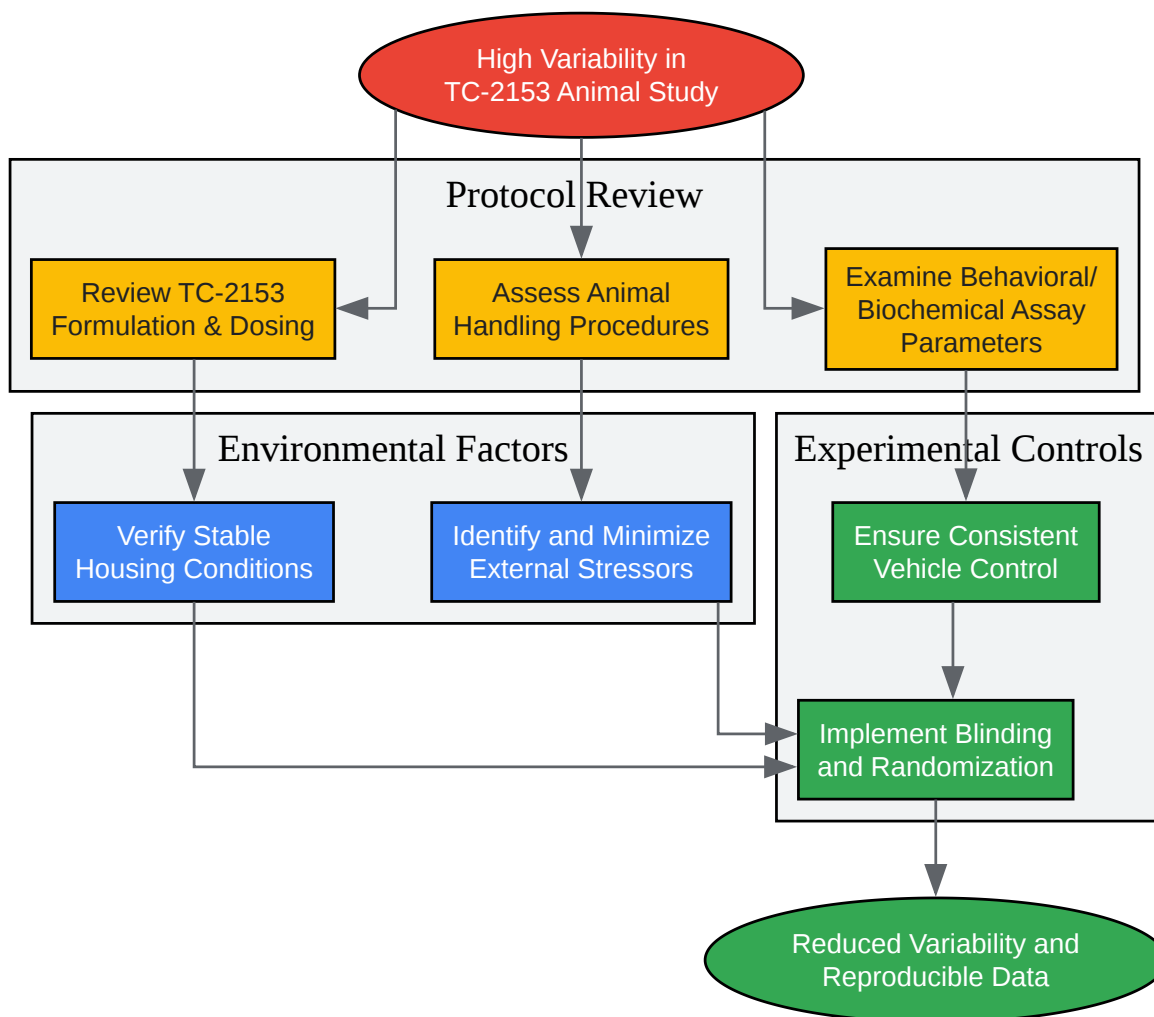 High Variability in
TC-2153 Animal Study
Protocol Review
Review TC-2153
Formulation & Dosing
Assess Animal
Handling Procedures
Examine Behavioral/
Biochemical Assay
Parameters
Environmental Factors
Experimental Controls
Verify Stable
Housing Conditions
Identify and Minimize
External Stressors
Ensure Consistent
Vehicle Control
Implement Blinding
and Randomization
Reduced Variability and
Reproducible Data